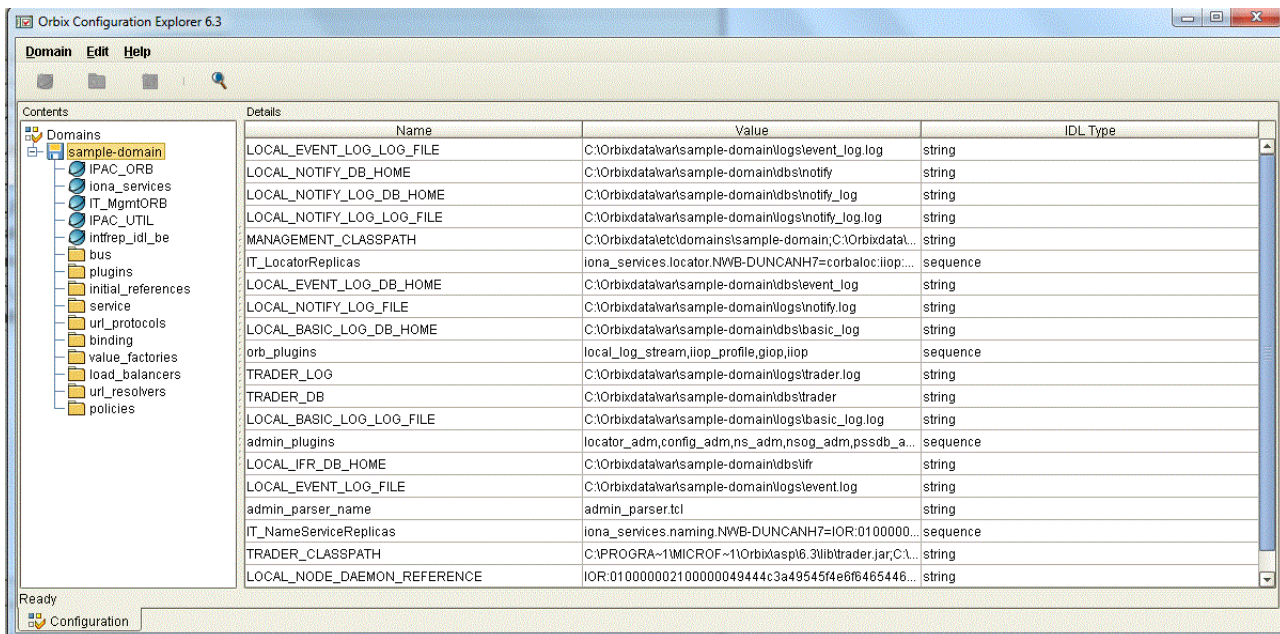 Orbix Configuration Explorer 6.3
Domain Edit Help
Contents
Details
Domains
sample-domain
IPAC_ORB
iona_services
IT_MgmtORB
IPAC_UTIL
intfrep_idl_be
bus
plugins
initial_references
service
url_protocols
binding
value_factories
load_balancers
url_resolvers
policies
Name Value IDL Type
LOCAL_EVENT_LOG_LOG_FILE C:\Orbixdata\var\sample-domain\logs\event_log.log string
LOCAL_NOTIFY_DB_HOME C:\Orbixdata\var\sample-domain\dbs\notify string
LOCAL_NOTIFY_LOG_DB_HOME C:\Orbixdata\var\sample-domain\dbs\notify_log string
LOCAL_NOTIFY_LOG_LOG_FILE C:\Orbixdata\var\sample-domain\logs\notify_log.log string
MANAGEMENT_CLASSPATH C:\Orbixdata\etc\domains\sample-domain;C:\Orbixdata\... string
IT_LocatorReplicas iona_services.locator.NWB-DUNCANH7=corbaloc:iiop:... sequence
LOCAL_EVENT_LOG_DB_HOME C:\Orbixdata\var\sample-domain\dbs\event_log string
LOCAL_NOTIFY_LOG_FILE C:\Orbixdata\var\sample-domain\logs\notify.log string
LOCAL_BASIC_LOG_DB_HOME C:\Orbixdata\var\sample-domain\dbs\basic_log string
orb_plugins local_log_stream,iiop_profile,giop,iiop sequence
TRADER_LOG C:\Orbixdata\var\sample-domain\logs\trader.log string
TRADER_DB C:\Orbixdata\var\sample-domain\dbs\trader string
LOCAL_BASIC_LOG_LOG_FILE C:\Orbixdata\var\sample-domain\logs\basic_log.log string
admin_plugins locator_adm,config_adm,ns_adm,nsog_adm,pssdb_a... sequence
LOCAL_IFR_DB_HOME C:\Orbixdata\var\sample-domain\dbs\ifr string
LOCAL_EVENT_LOG_FILE C:\Orbixdata\var\sample-domain\logs\event.log string
admin_parser_name admin_parser.tcl string
IT_NameServiceReplicas iona_services.naming.NWB-DUNCANH7=IOR:0100000... sequence
TRADER_CLASSPATH C:\PROGRA~1\MICROF~1\Orbix\asp\6.3\lib\trader.jar;C:\... string
LOCAL_NODE_DAEMON_REFERENCE IOR:010000002100000049444c3a49545f4e6f6465446... string
Ready
Configuration